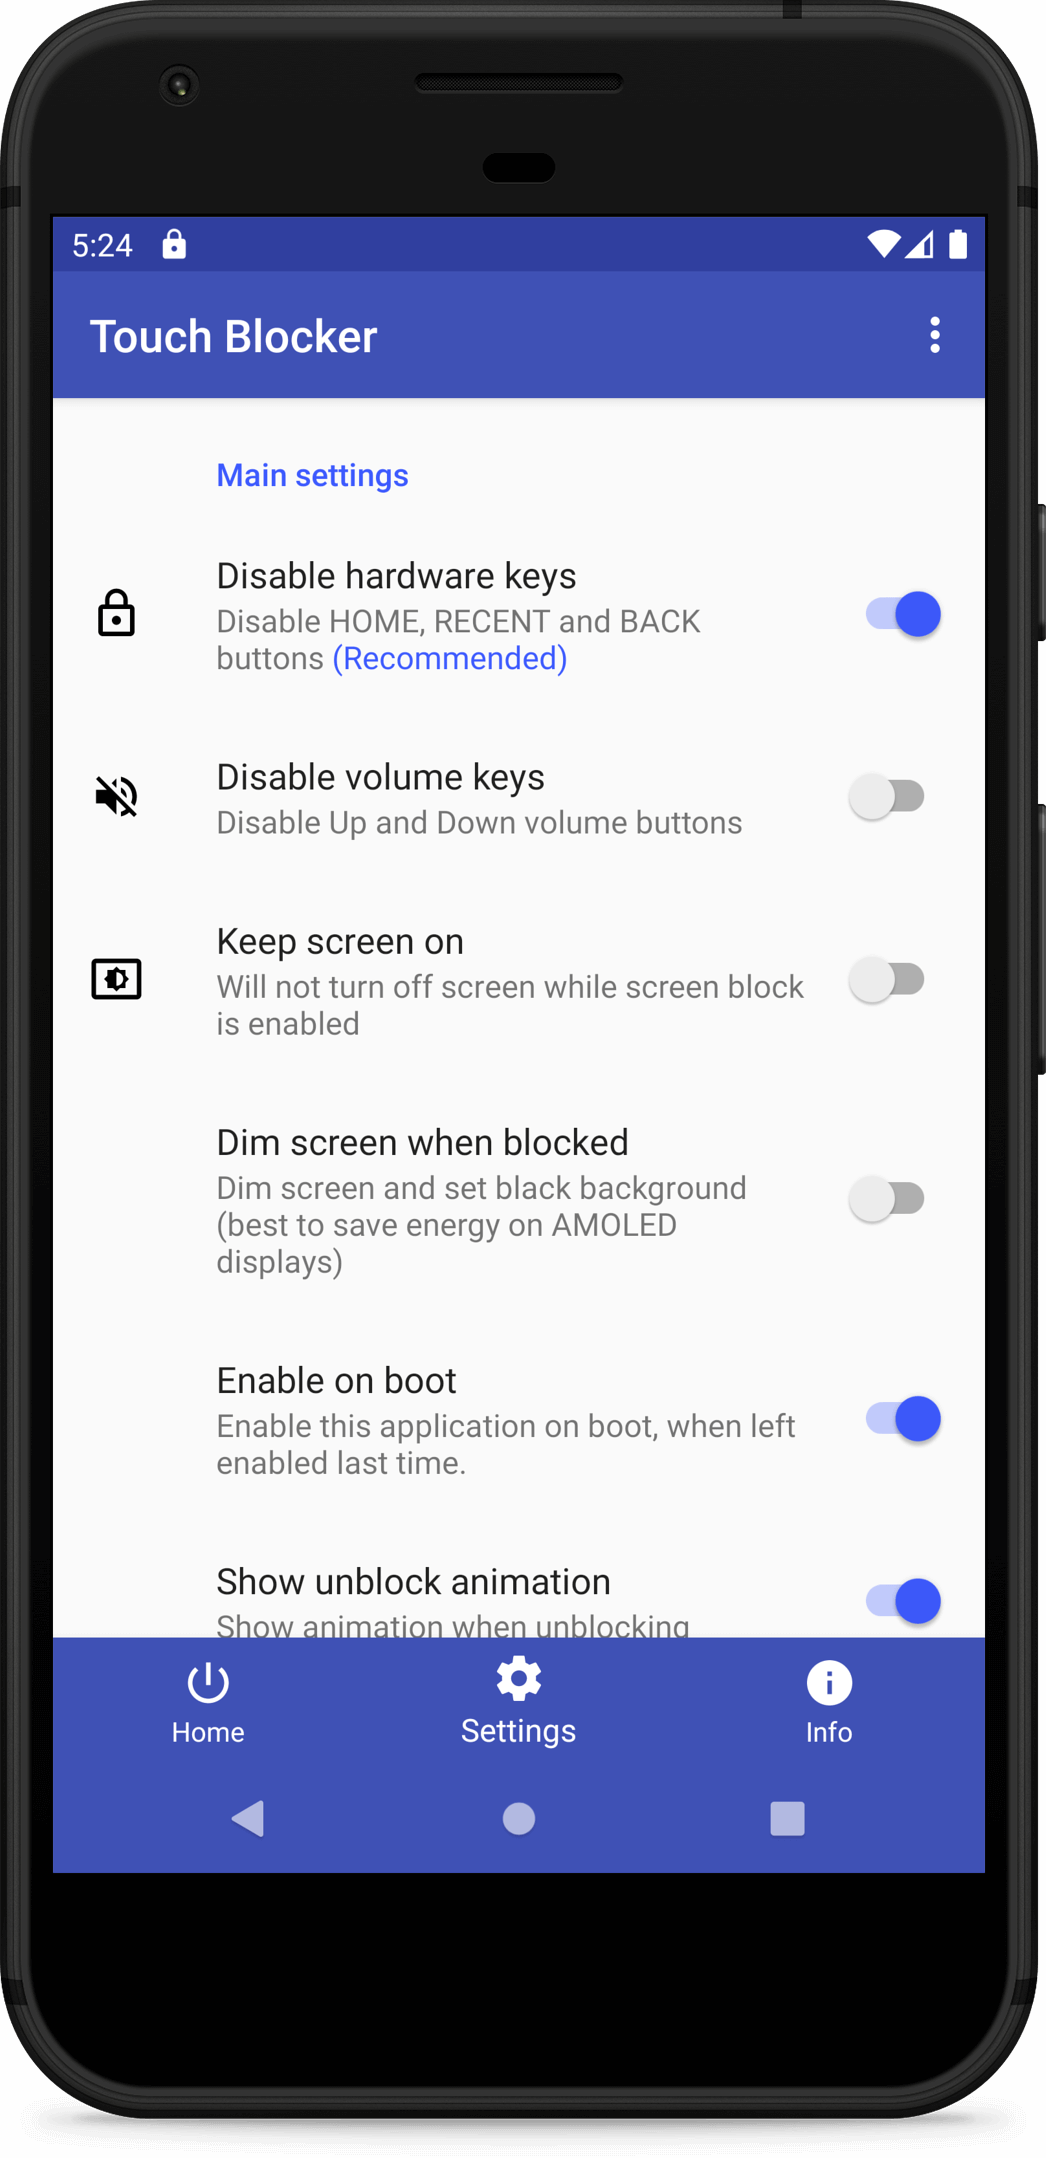 5:24
Touch Blocker
Main settings
Disable hardware keys
Disable HOME, RECENT and BACK
buttons (Recommended)
Disable volume keys
Disable Up and Down volume buttons
Keep screen on
Will not turn off screen while screen block
is enabled
Dim screen when blocked
Dim screen and set black background
(best to save energy on AMOLED
displays)
Enable on boot
Enable this application on boot, when left
enabled last time.
Show unblock animation
Show animation when unblocking
Home
Settings
Info